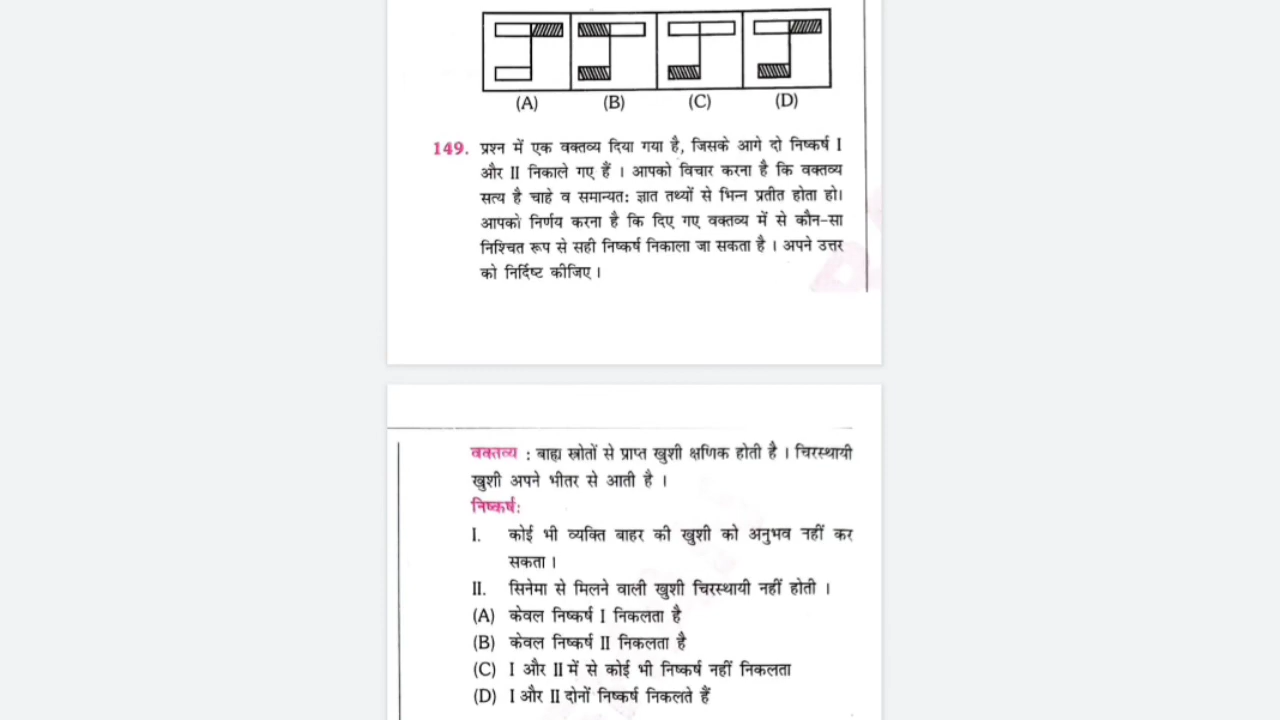 (A) (B) (C) (D)
149. प्रश्न में एक वक्तव्य दिया गया है, जिसके आगे दो निष्कर्ष I
और II निकाले गए हैं । आपको विचार करना है कि वक्तव्य
सत्य है चाहे व समान्यत: ज्ञात तथ्यों से भिन्न प्रतीत होता हो।
आपको निर्णय करना है कि दिए गए वक्तव्य में से कौन-सा
निश्चित रूप से सही निष्कर्ष निकाला जा सकता है । अपने उत्तर
को निर्दिष्ट कीजिए ।
वक्तव्य : बाह्य स्त्रोतों से प्राप्त खुशी क्षणिक होती है । चिरस्थायी
खुशी अपने भीतर से आती है ।
निष्कर्ष:
I. कोई भी व्यक्ति बाहर की खुशी को अनुभव नहीं कर
सकता ।
II. सिनेमा से मिलने वाली खुशी चिरस्थायी नहीं होती ।
(A) केवल निष्कर्ष I निकलता है
(B) केवल निष्कर्ष II निकलता है
(C) I और II में से कोई भी निष्कर्ष नहीं निकलता
(D) I और II दोनों निष्कर्ष निकलते हैं